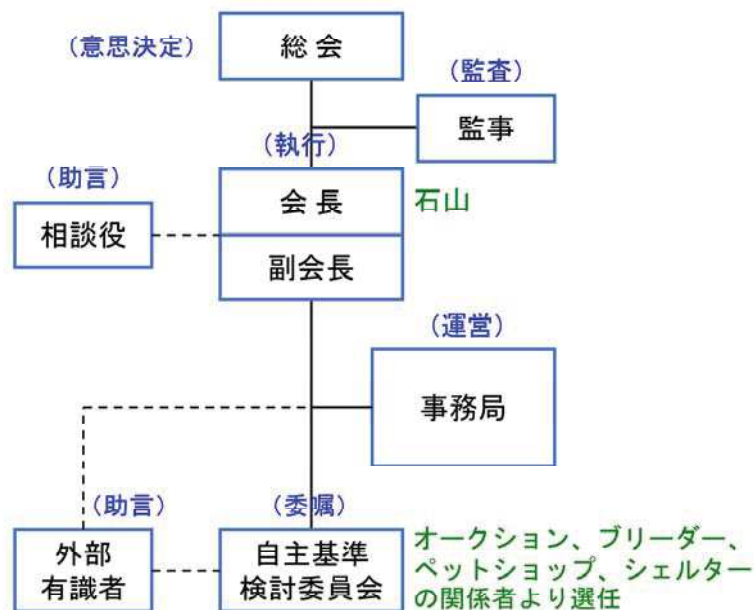 （意思決定）
総 会
（監査）
監事
（執行）
会 長
石山
（助言）
相談役
副会長
（運営）
事務局
（助言）
外部
有識者
（委嘱）
自主基準
検討委員会
オークション、ブリーダー、
ペットショップ、シェルター
の関係者より選任